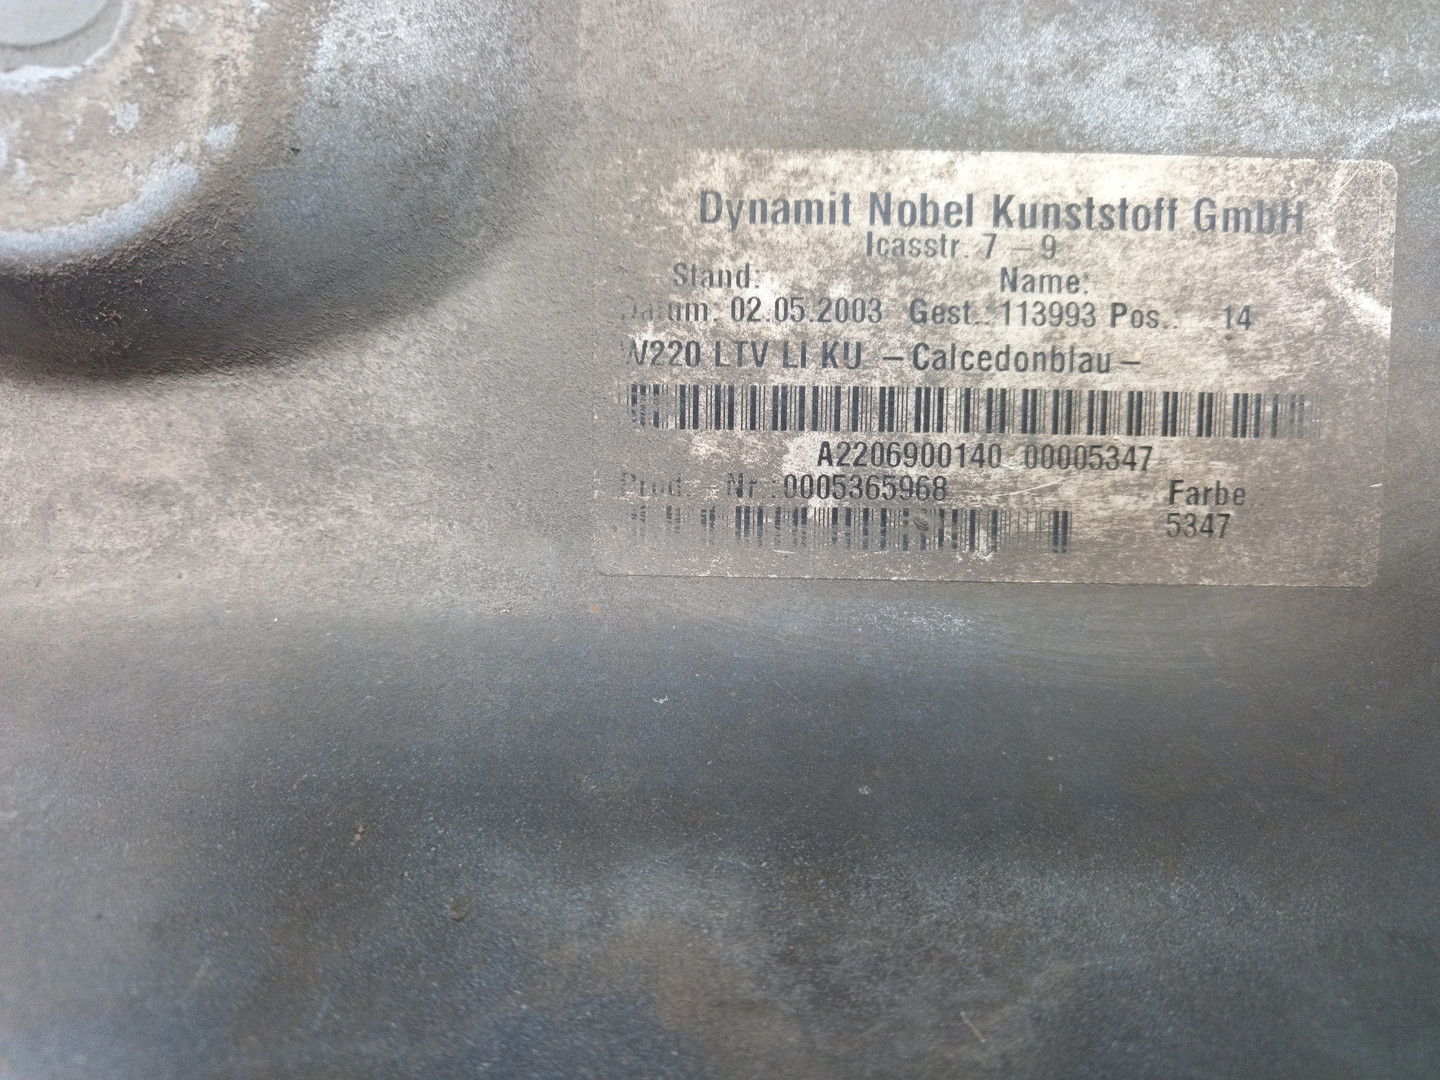 Dynamit Nobel Kunststoff GmbH
Icasstr. 7 – 9
Stand: Name:
Datum: 02.05.2003 Gest.: 113993 Pos.: 14
W220 LTV LI KU –Calcedonblau–
A2206900140 00005347
Prod. Nr.:0005365968 Farbe
5347